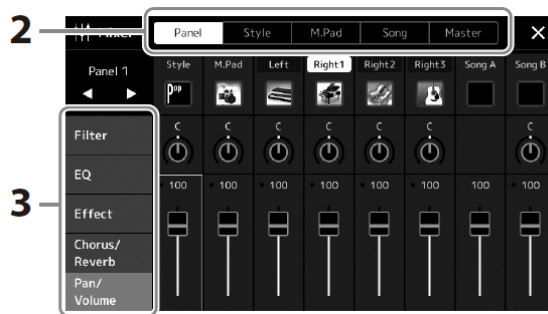 2
Mixer
Panel Style M.Pad Song Master
Panel 1
Style M.Pad Left Right1 Right2 Right3 Song A Song B
Pop
C C C C C C C
Filter
EQ
100 100 100 100 100 100 100 100
3
Effect
Chorus/
Reverb
Pan/
Volume